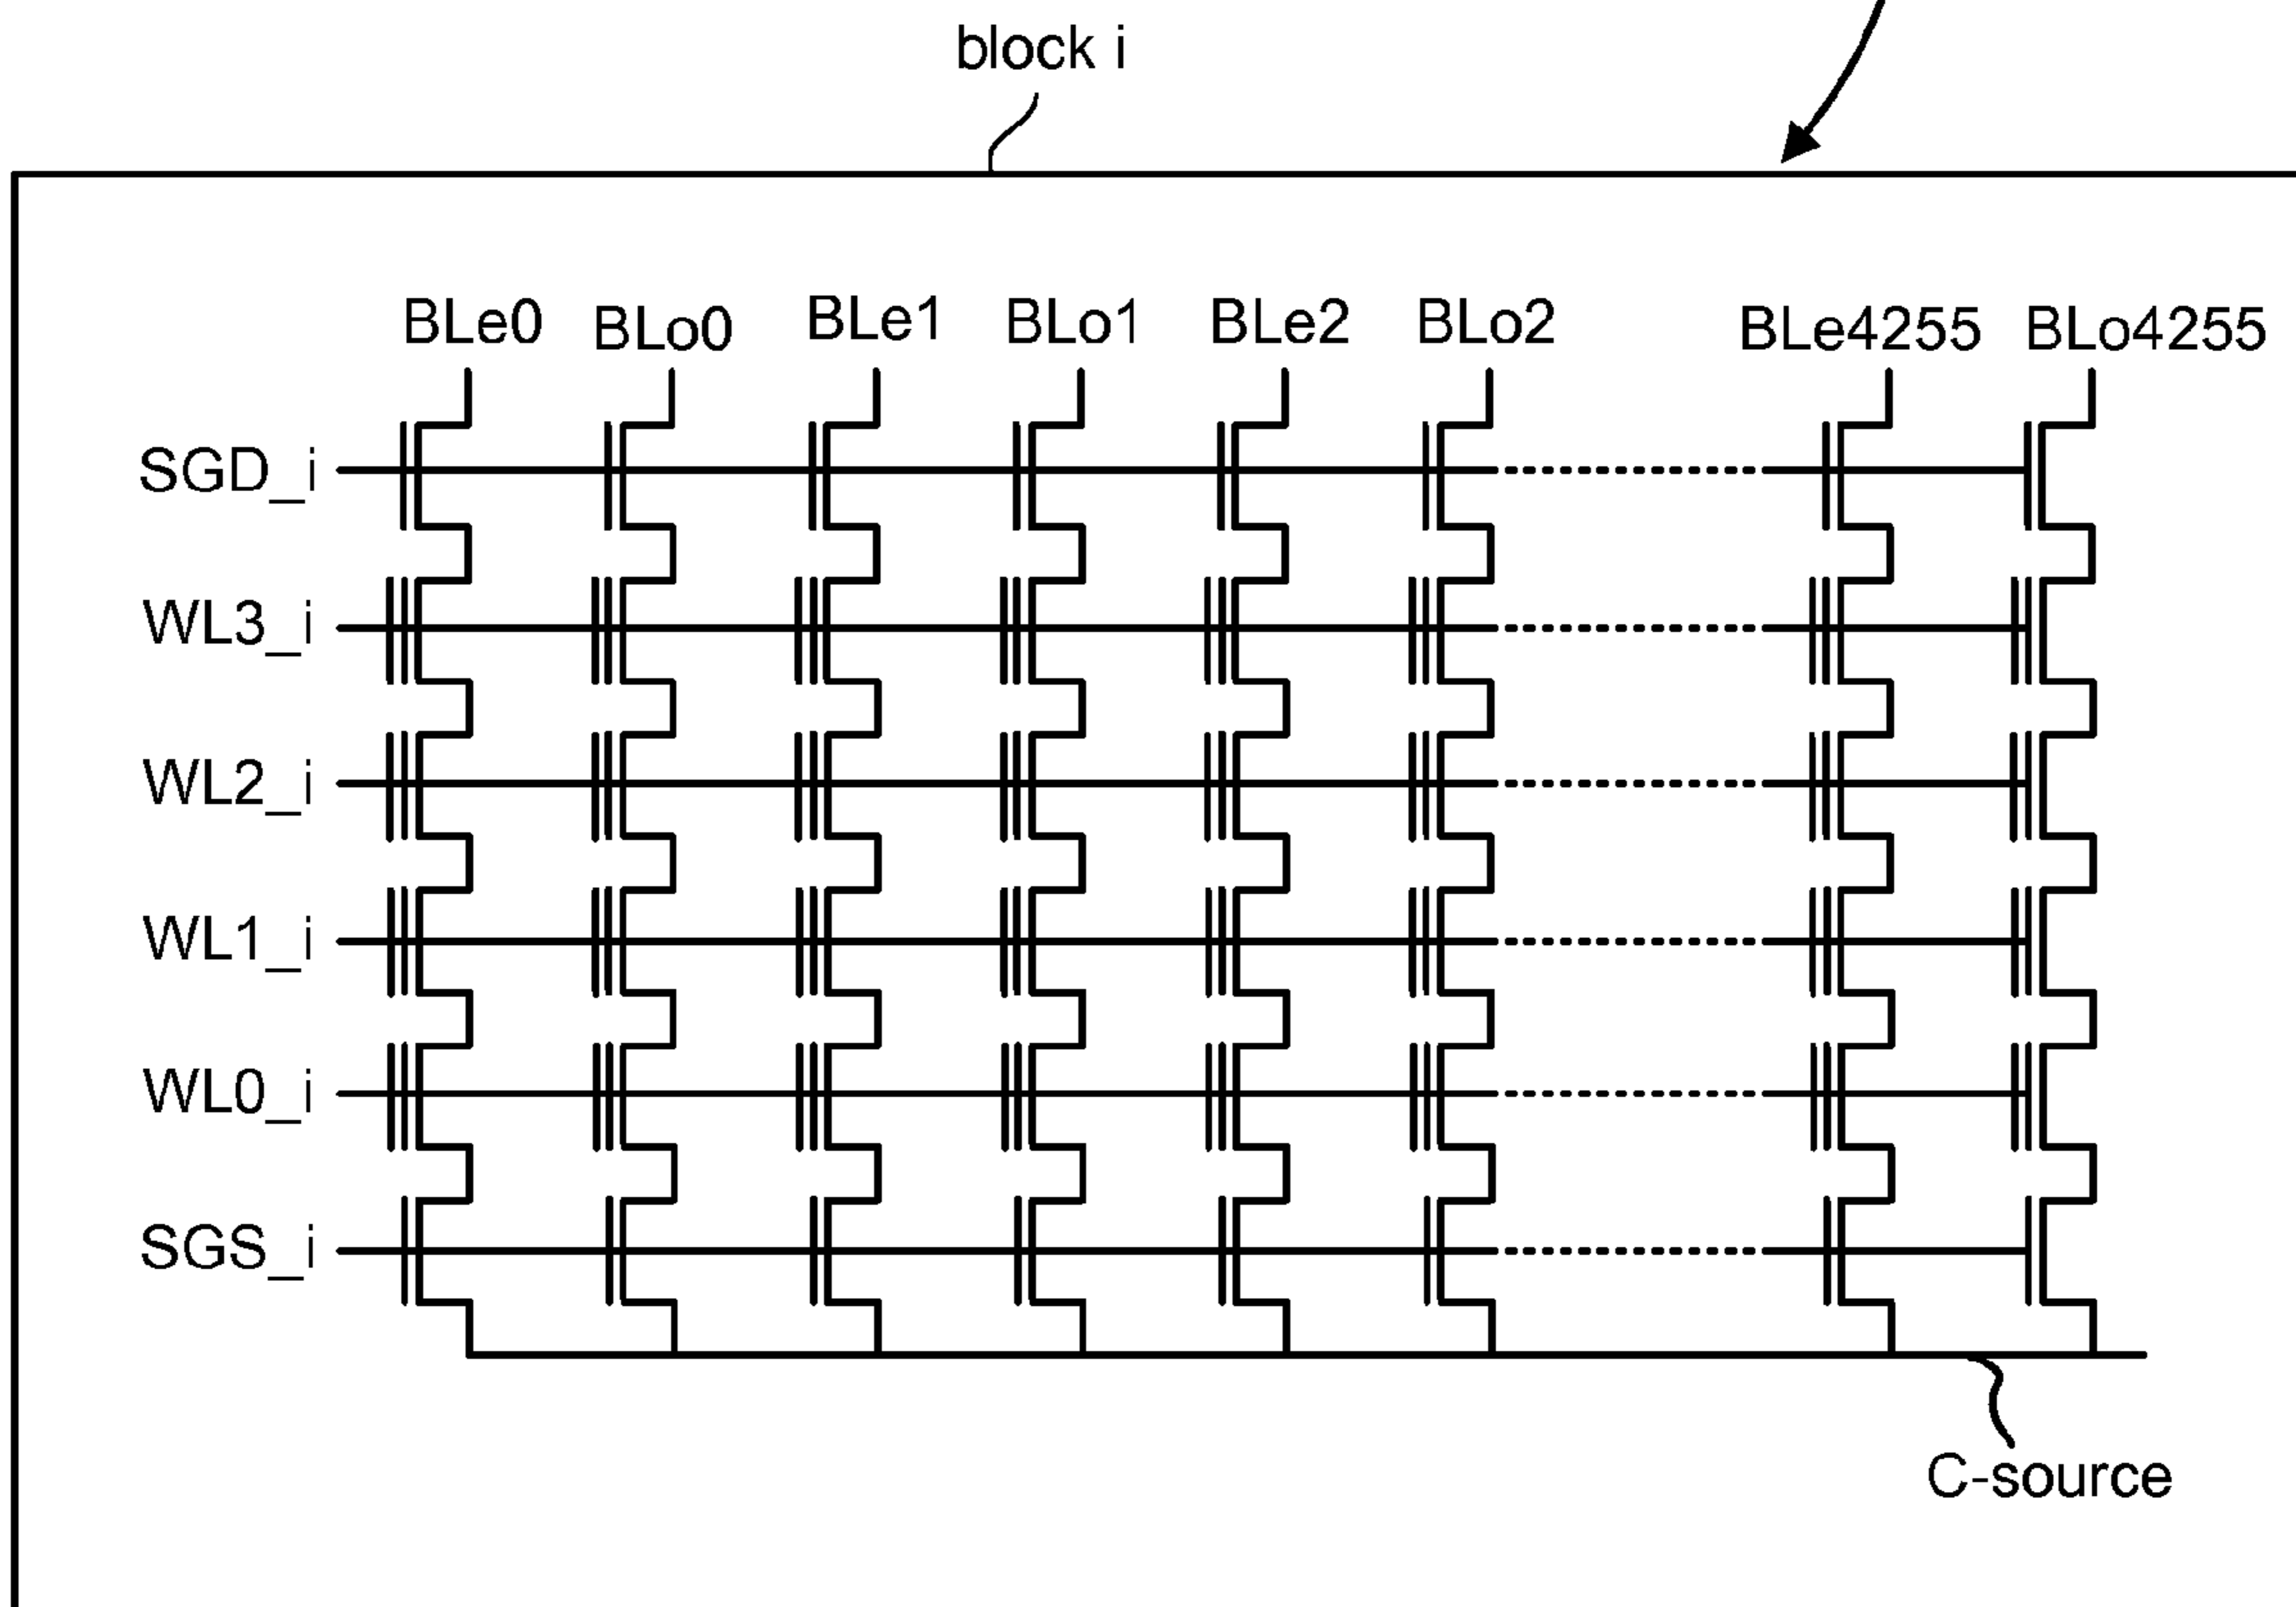 block i
BLe0 BLo0 BLe1 BLo1 BLe2 BLo2 BLe4255 BLo4255
SGD_i
WL3_i
WL2_i
WL1_i
WL0_i
SGS_i
C-source